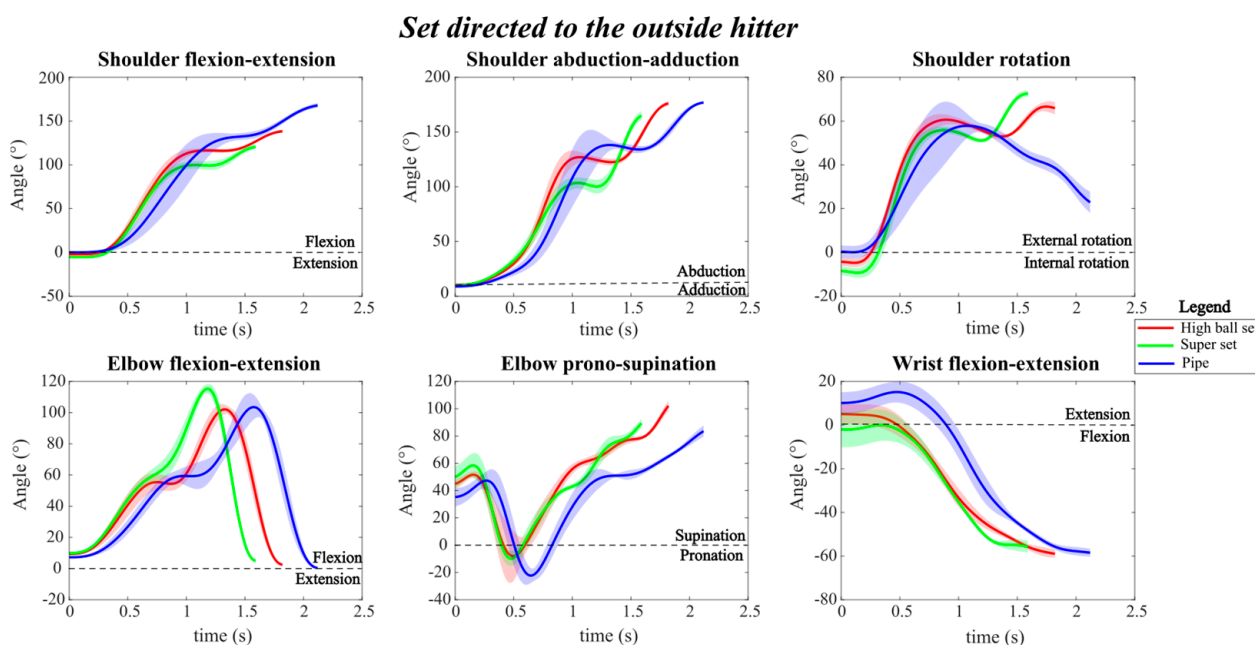 Set directed to the outside hitter
Shoulder flexion-extension
200
150
100
50
0
-50
Angle (°)
Flexion
Extension
0
0.5
1
1.5
2
2.5
time (s)
Shoulder abduction-adduction
200
150
100
50
0
Angle (°)
Abduction
Adduction
0
0.5
1
1.5
2
2.5
time (s)
Shoulder rotation
80
60
40
20
0
-20
Angle (°)
External rotation
Internal rotation
0
0.5
1
1.5
2
2.5
time (s)
Legend
High ball se
Super set
Pipe
Elbow flexion-extension
120
100
80
60
40
20
0
-20
Angle (°)
Flexion
Extension
0
0.5
1
1.5
2
2.5
time (s)
Elbow prono-supination
120
100
80
60
40
20
0
-20
-40
Angle (°)
Supination
Pronation
0
0.5
1
1.5
2
2.5
time (s)
Wrist flexion-extension
20
0
-20
-40
-60
-80
Angle (°)
Extension
Flexion
0
0.5
1
1.5
2
2.5
time (s)